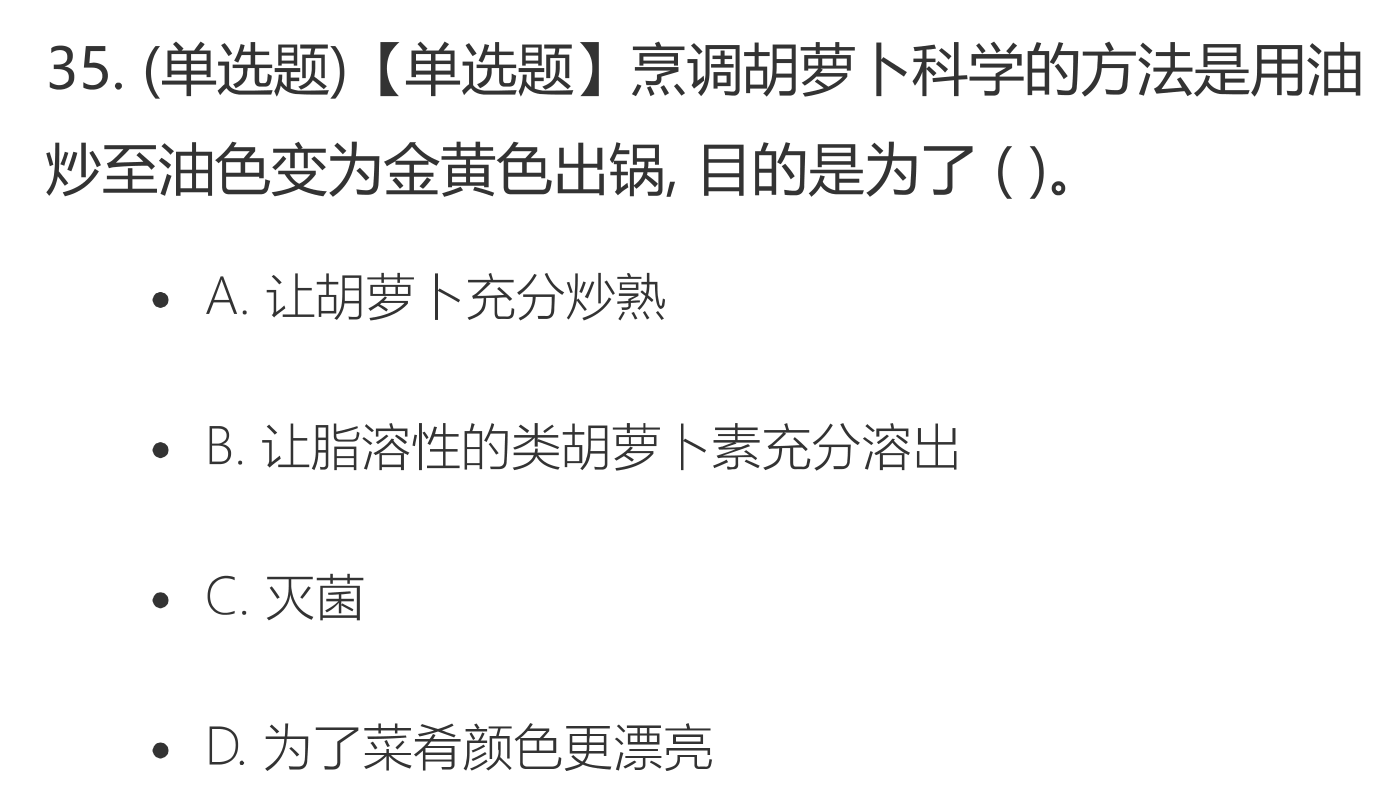 35. (单选题)【单选题】烹调胡萝卜科学的方法是用油
炒至油色变为金黄色出锅, 目的是为了 ( )。
A. 让胡萝卜充分炒熟
B. 让脂溶性的类胡萝卜素充分溶出
C. 灭菌
D. 为了菜肴颜色更漂亮